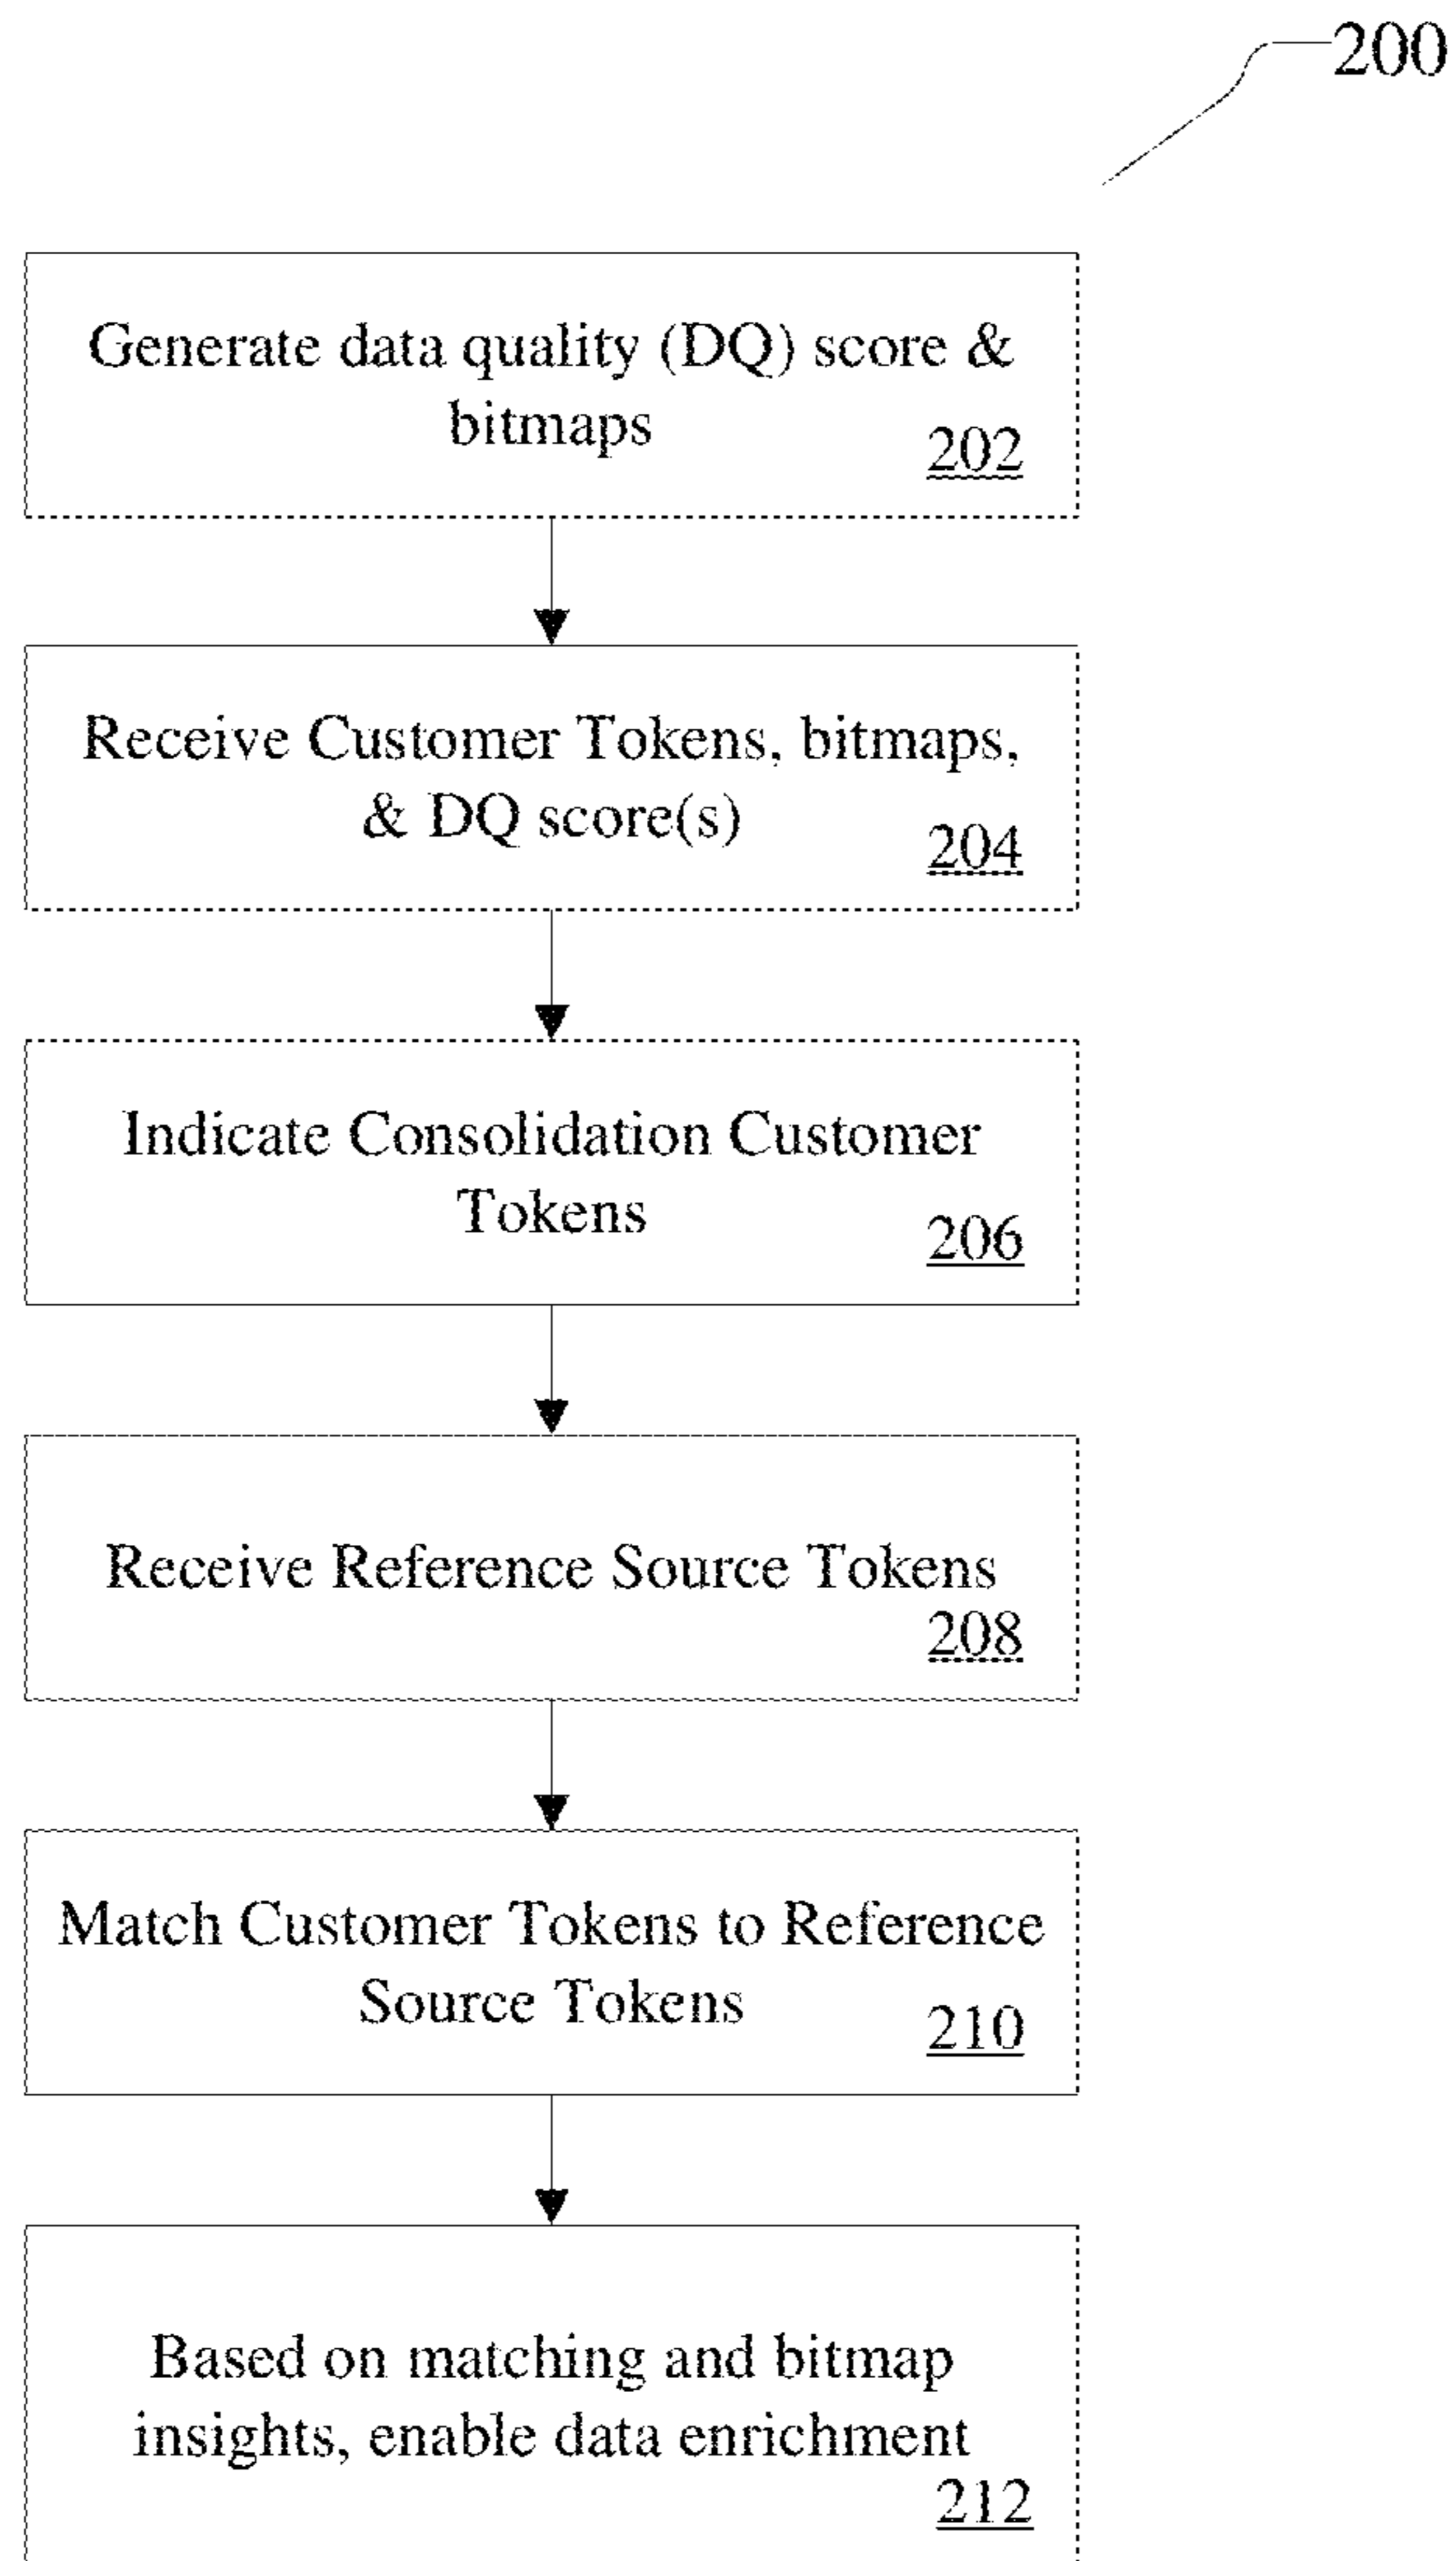 200
Generate data quality (DQ) score &
bitmaps
202
Receive Customer Tokens, bitmaps,
& DQ score(s)
204
Indicate Consolidation Customer
Tokens
206
Receive Reference Source Tokens
208
Match Customer Tokens to Reference
Source Tokens
210
Based on matching and bitmap
insights, enable data enrichment
212